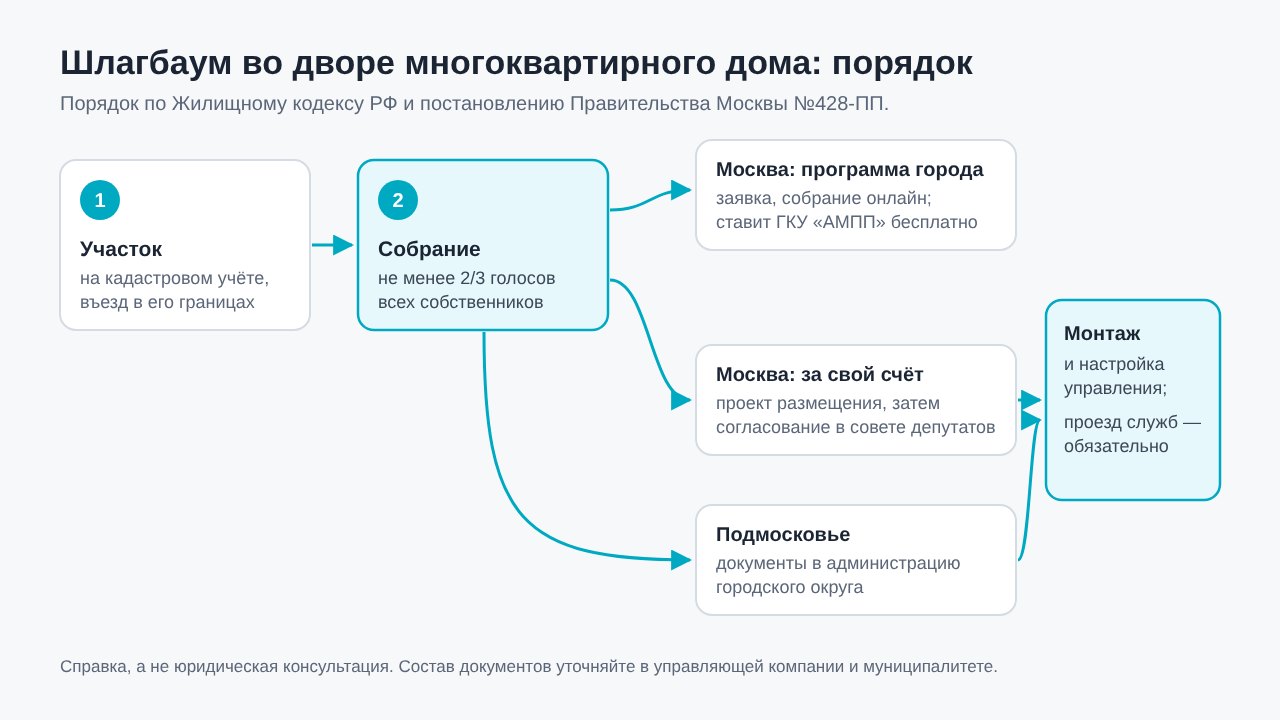 Шлагбаум во дворе многоквартирного дома: порядок
Порядок по Жилищному кодексу РФ и постановлению Правительства Москвы №428-ПП.
1
Участок
на кадастровом учёте,
въезд в его границах
2
Собрание
не менее 2/3 голосов
всех собственников
Москва: программа города
заявка, собрание онлайн;
ставит ГКУ «АМПП» бесплатно
Москва: за свой счёт
проект размещения, затем
согласование в совете депутатов
Подмосковье
документы в администрацию
городского округа
Монтаж
и настройка
управления;
проезд служб —
обязательно
Справка, а не юридическая консультация. Состав документов уточняйте в управляющей компании и муниципалитете.